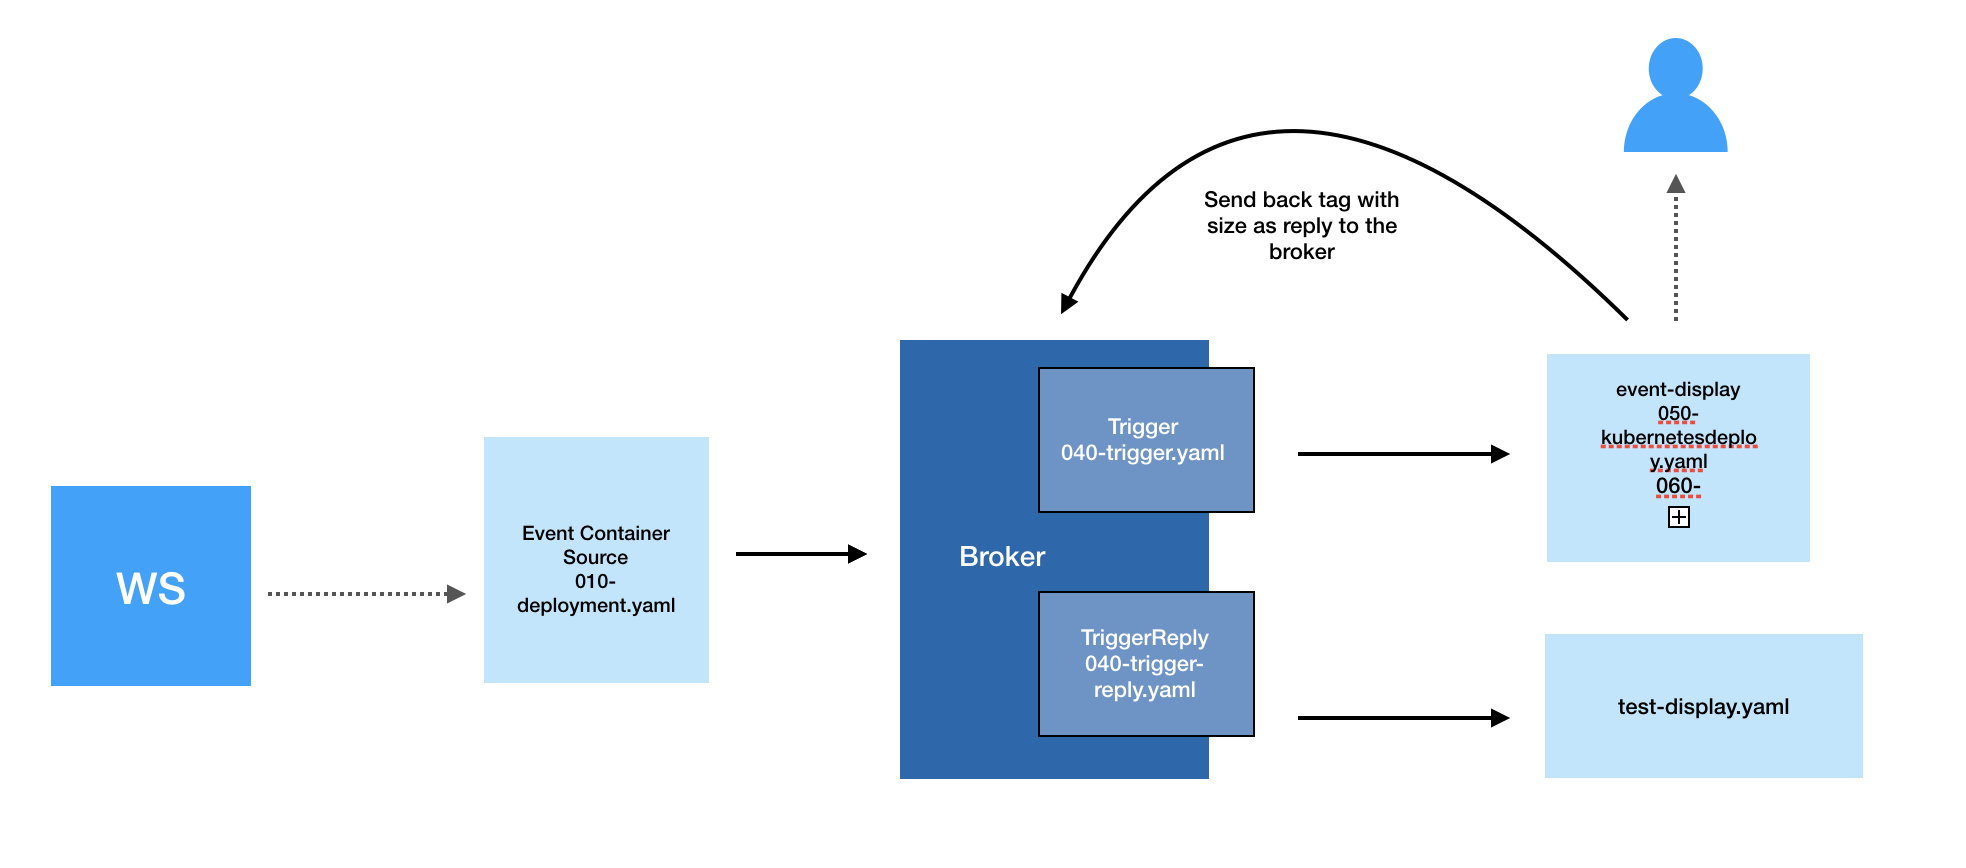 Send back tag with
size as reply to the
broker
WS
Event Container
Source
010-
deployment.yaml
Broker
Trigger
040-trigger.yaml
TriggerReply
040-trigger-
reply.yaml
event-display
050-
kubernetesdeplo
y.yaml
060-
test-display.yaml